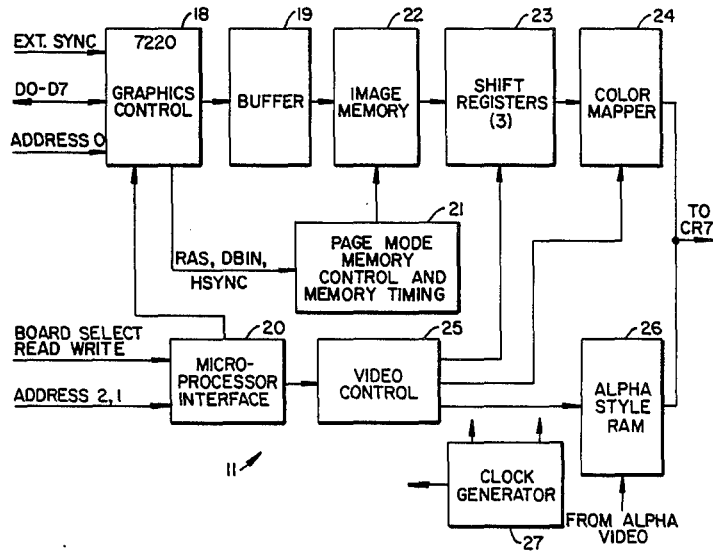 18
19
22
23
24
EXT. SYNC
7220
D0-D7
GRAPHICS
CONTROL
BUFFER
IMAGE
MEMORY
SHIFT
REGISTERS
(3)
COLOR
MAPPER
ADDRESS 0
21
TO
CR7
RAS, DBIN,
HSYNC
PAGE MODE
MEMORY
CONTROL AND
MEMORY TIMING
20
25
26
BOARD SELECT
READ WRITE
MICRO-
PROCESSOR
INTERFACE
VIDEO
CONTROL
ALPHA
STYLE
RAM
ADDRESS 2,1
11
CLOCK
GENERATOR
27
FROM ALPHA
VIDEO